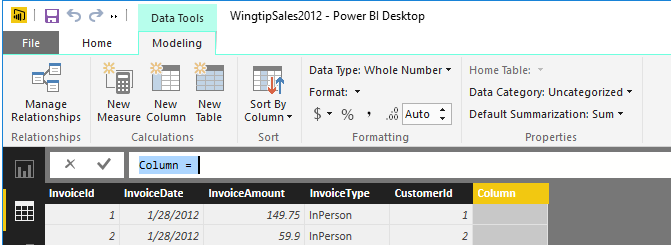 Data Tools
WingtipSales2012 - Power BI Desktop
File Home Modeling
Manage Relationships
New Measure
New Column
New Table
Sort By Column
Data Type: Whole Number
Format:
$ % , .00 Auto
Home Table:
Data Category: Uncategorized
Default Summarization: Sum
Relationships Calculations Sort Formatting Properties
Column =
InvoiceId InvoiceDate InvoiceAmount InvoiceType CustomerId Column
1 1/28/2012 149.75 InPerson 1
2 1/28/2012 59.9 InPerson 2